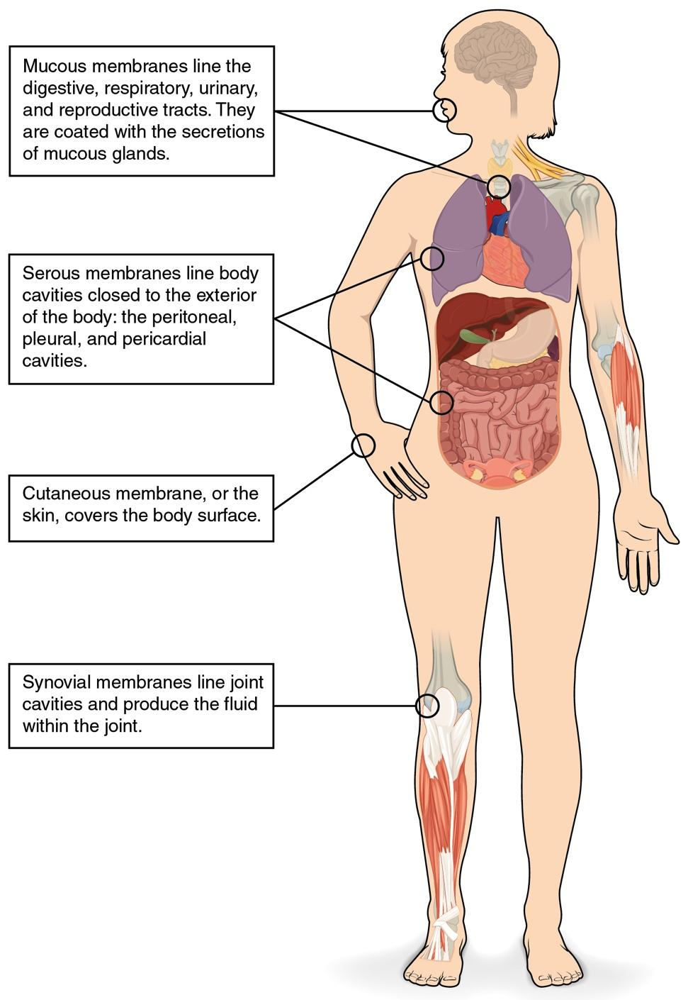 Mucous membranes line the
digestive, respiratory, urinary,
and reproductive tracts. They
are coated with the secretions
of mucous glands.
Serous membranes line body
cavities closed to the exterior
of the body: the peritoneal,
pleural, and pericardial
cavities.
Cutaneous membrane, or the
skin, covers the body surface.
Synovial membranes line joint
cavities and produce the fluid
within the joint.